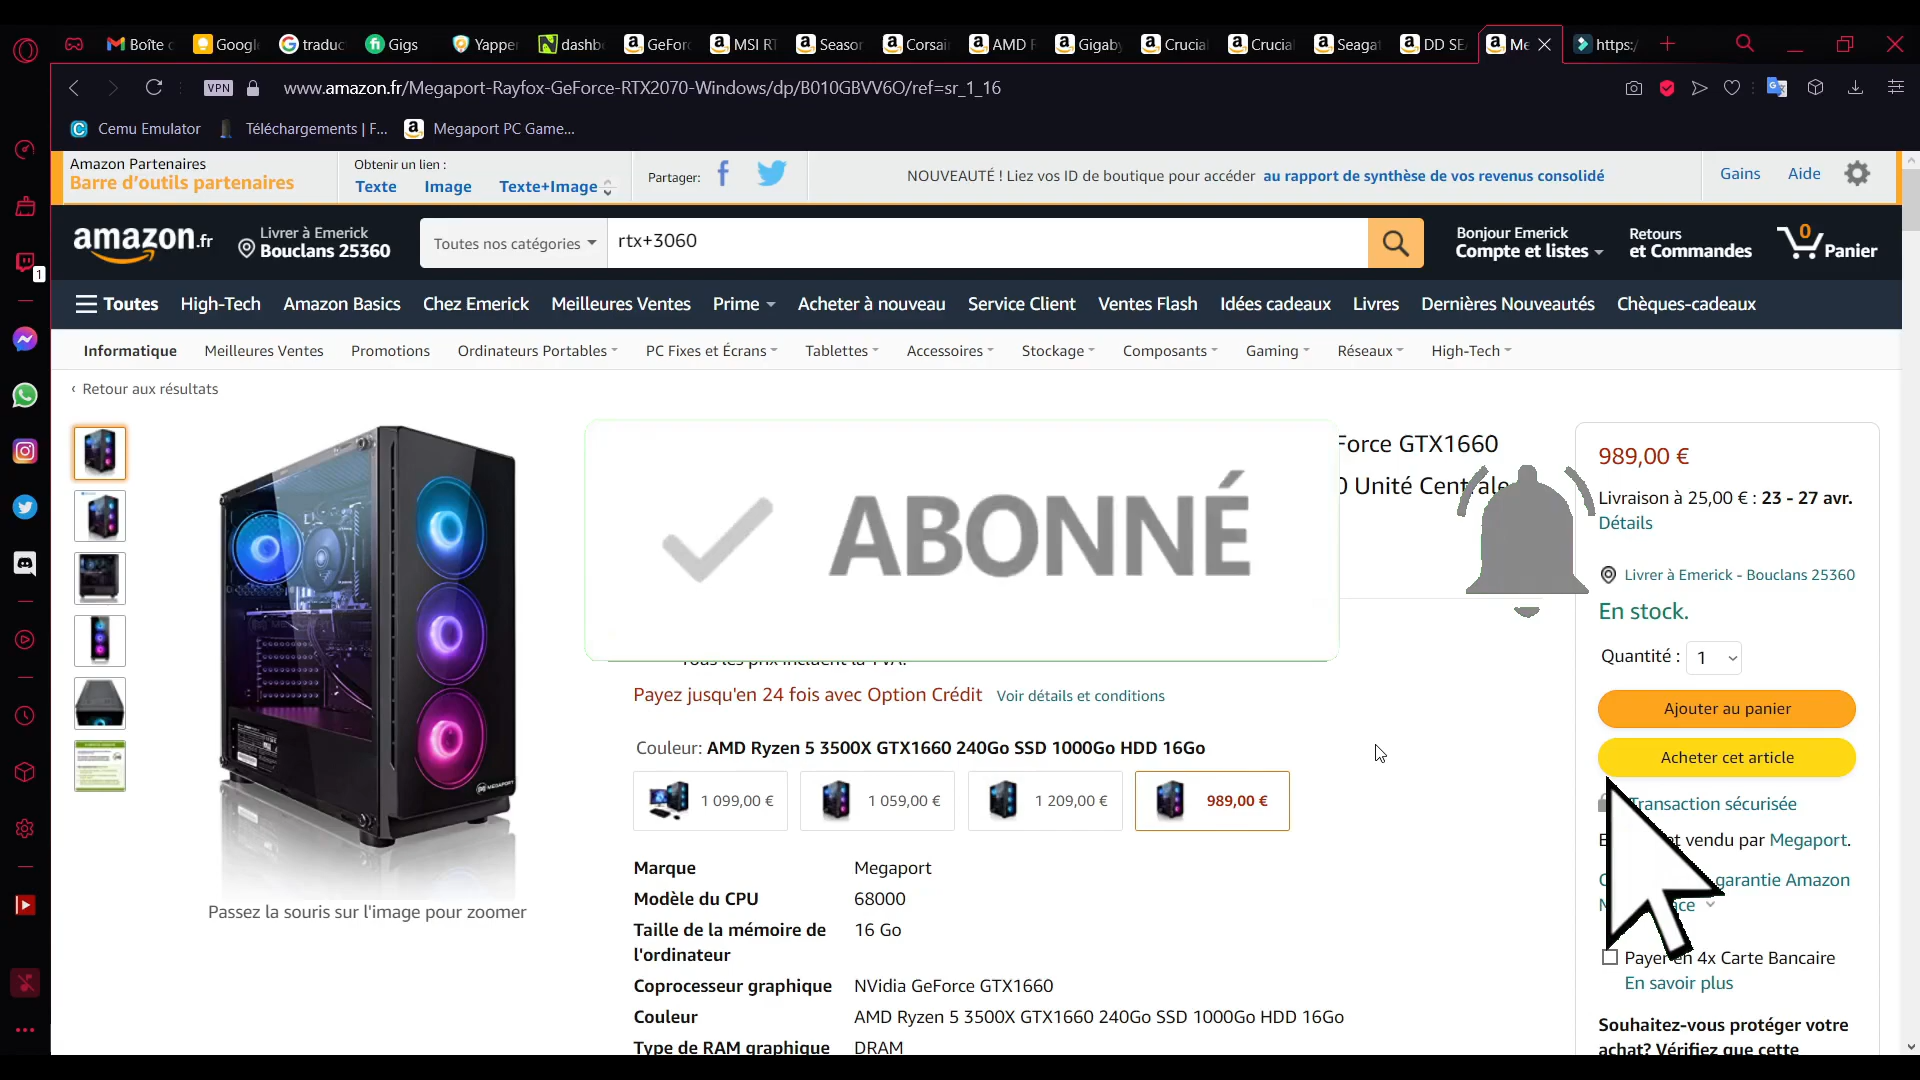 Boîte
Googl
traduc
Gigs
Yapper
dashb
GeFor
MSI RT
Season
Corsai
AMD
Gigaby
Crucia
Crucia
Seagat
DD SE
Me
https:/
VPN
www.amazon.fr/Megaport-Rayfox-GeForce-RTX2070-Windows/dp/B010GBVV6O/ref=sr_1_16
Cemu Emulator
Téléchargements | F...
Megaport PC Game...
Amazon Partenaires
Barre d'outils partenaires
Obtenir un lien :
Texte Image Texte+Image
Partager:
NOUVEAUTÉ ! Liez vos ID de boutique pour accéder au rapport de synthèse de vos revenus consolidé
Gains
Aide
amazon.fr
Livrer à Emerick
Bouclans 25360
Toutes nos catégories
rtx+3060
Bonjour Emerick
Compte et listes
Retours
et Commandes
0
Panier
1
Toutes High-Tech Amazon Basics Chez Emerick Meilleures Ventes Prime Acheter à nouveau Service Client Ventes Flash Idées cadeaux Livres Dernières Nouveautés Chèques-cadeaux
Informatique Meilleures Ventes Promotions Ordinateurs Portables PC Fixes et Écrans Tablettes Accessoires Stockage Composants Gaming Réseaux High-Tech
‹ Retour aux résultats
Force GTX1660
0 Unité Centrale
ABONNÉ
MEGAPORT
Passez la souris sur l'image pour zoomer
Tous les prix incluent la TVA.
Payez jusqu'en 24 fois avec Option Crédit Voir détails et conditions
Couleur: AMD Ryzen 5 3500X GTX1660 240Go SSD 1000Go HDD 16Go
1 099,00 €
1 059,00 €
1 209,00 €
989,00 €
Marque Megaport
Modèle du CPU 68000
Taille de la mémoire de 16 Go
l'ordinateur
Coprocesseur graphique NVidia GeForce GTX1660
Couleur AMD Ryzen 5 3500X GTX1660 240Go SSD 1000Go HDD 16Go
Type de RAM graphique DRAM
989,00 €
Livraison à 25,00 € : 23 - 27 avr.
Détails
Livrer à Emerick - Bouclans 25360
En stock.
Quantité : 1
Ajouter au panier
Acheter cet article
Transaction sécurisée
et vendu par Megaport.
garantie Amazon
Payer en 4x Carte Bancaire
En savoir plus
Souhaitez-vous protéger votre
achat? Vérifiez que cette